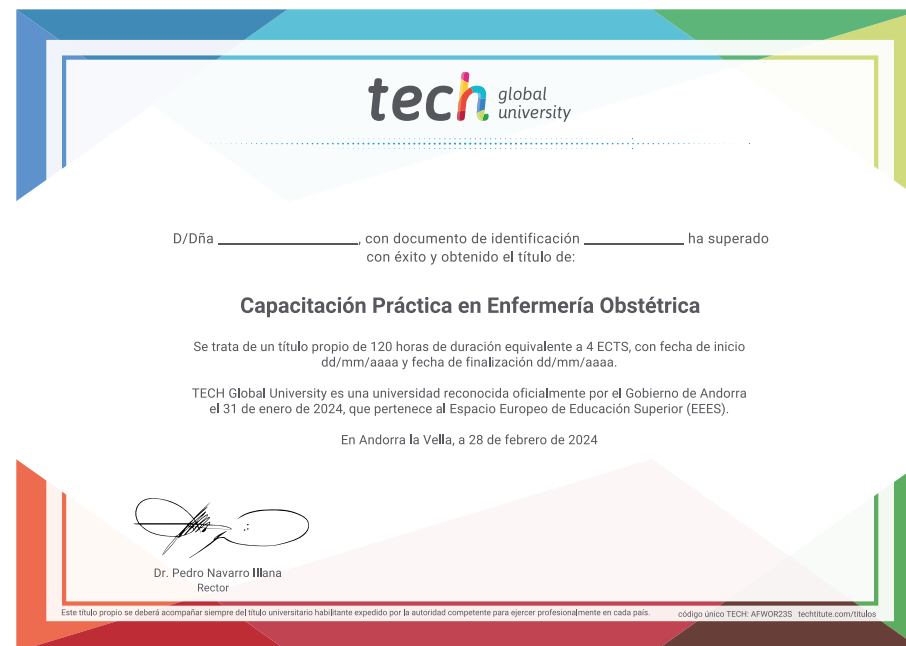 tech global university
D/Dña ______________, con documento de identificación __________ ha superado
con éxito y obtenido el título de:
Capacitación Práctica en Enfermería Obstétrica
Se trata de un título propio de 120 horas de duración equivalente a 4 ECTS, con fecha de inicio
dd/mm/aaaa y fecha de finalización dd/mm/aaaa.
TECH Global University es una universidad reconocida oficialmente por el Gobierno de Andorra
el 31 de enero de 2024, que pertenece al Espacio Europeo de Educación Superior (EEES).
En Andorra la Vella, a 28 de febrero de 2024
Dr. Pedro Navarro Illana
Rector
Este título propio se deberá acompañar siempre del título universitario habilitante expedido por la autoridad competente para ejercer profesionalmente en cada país. código único TECH: AFWOR23S techtitute.com/titulos